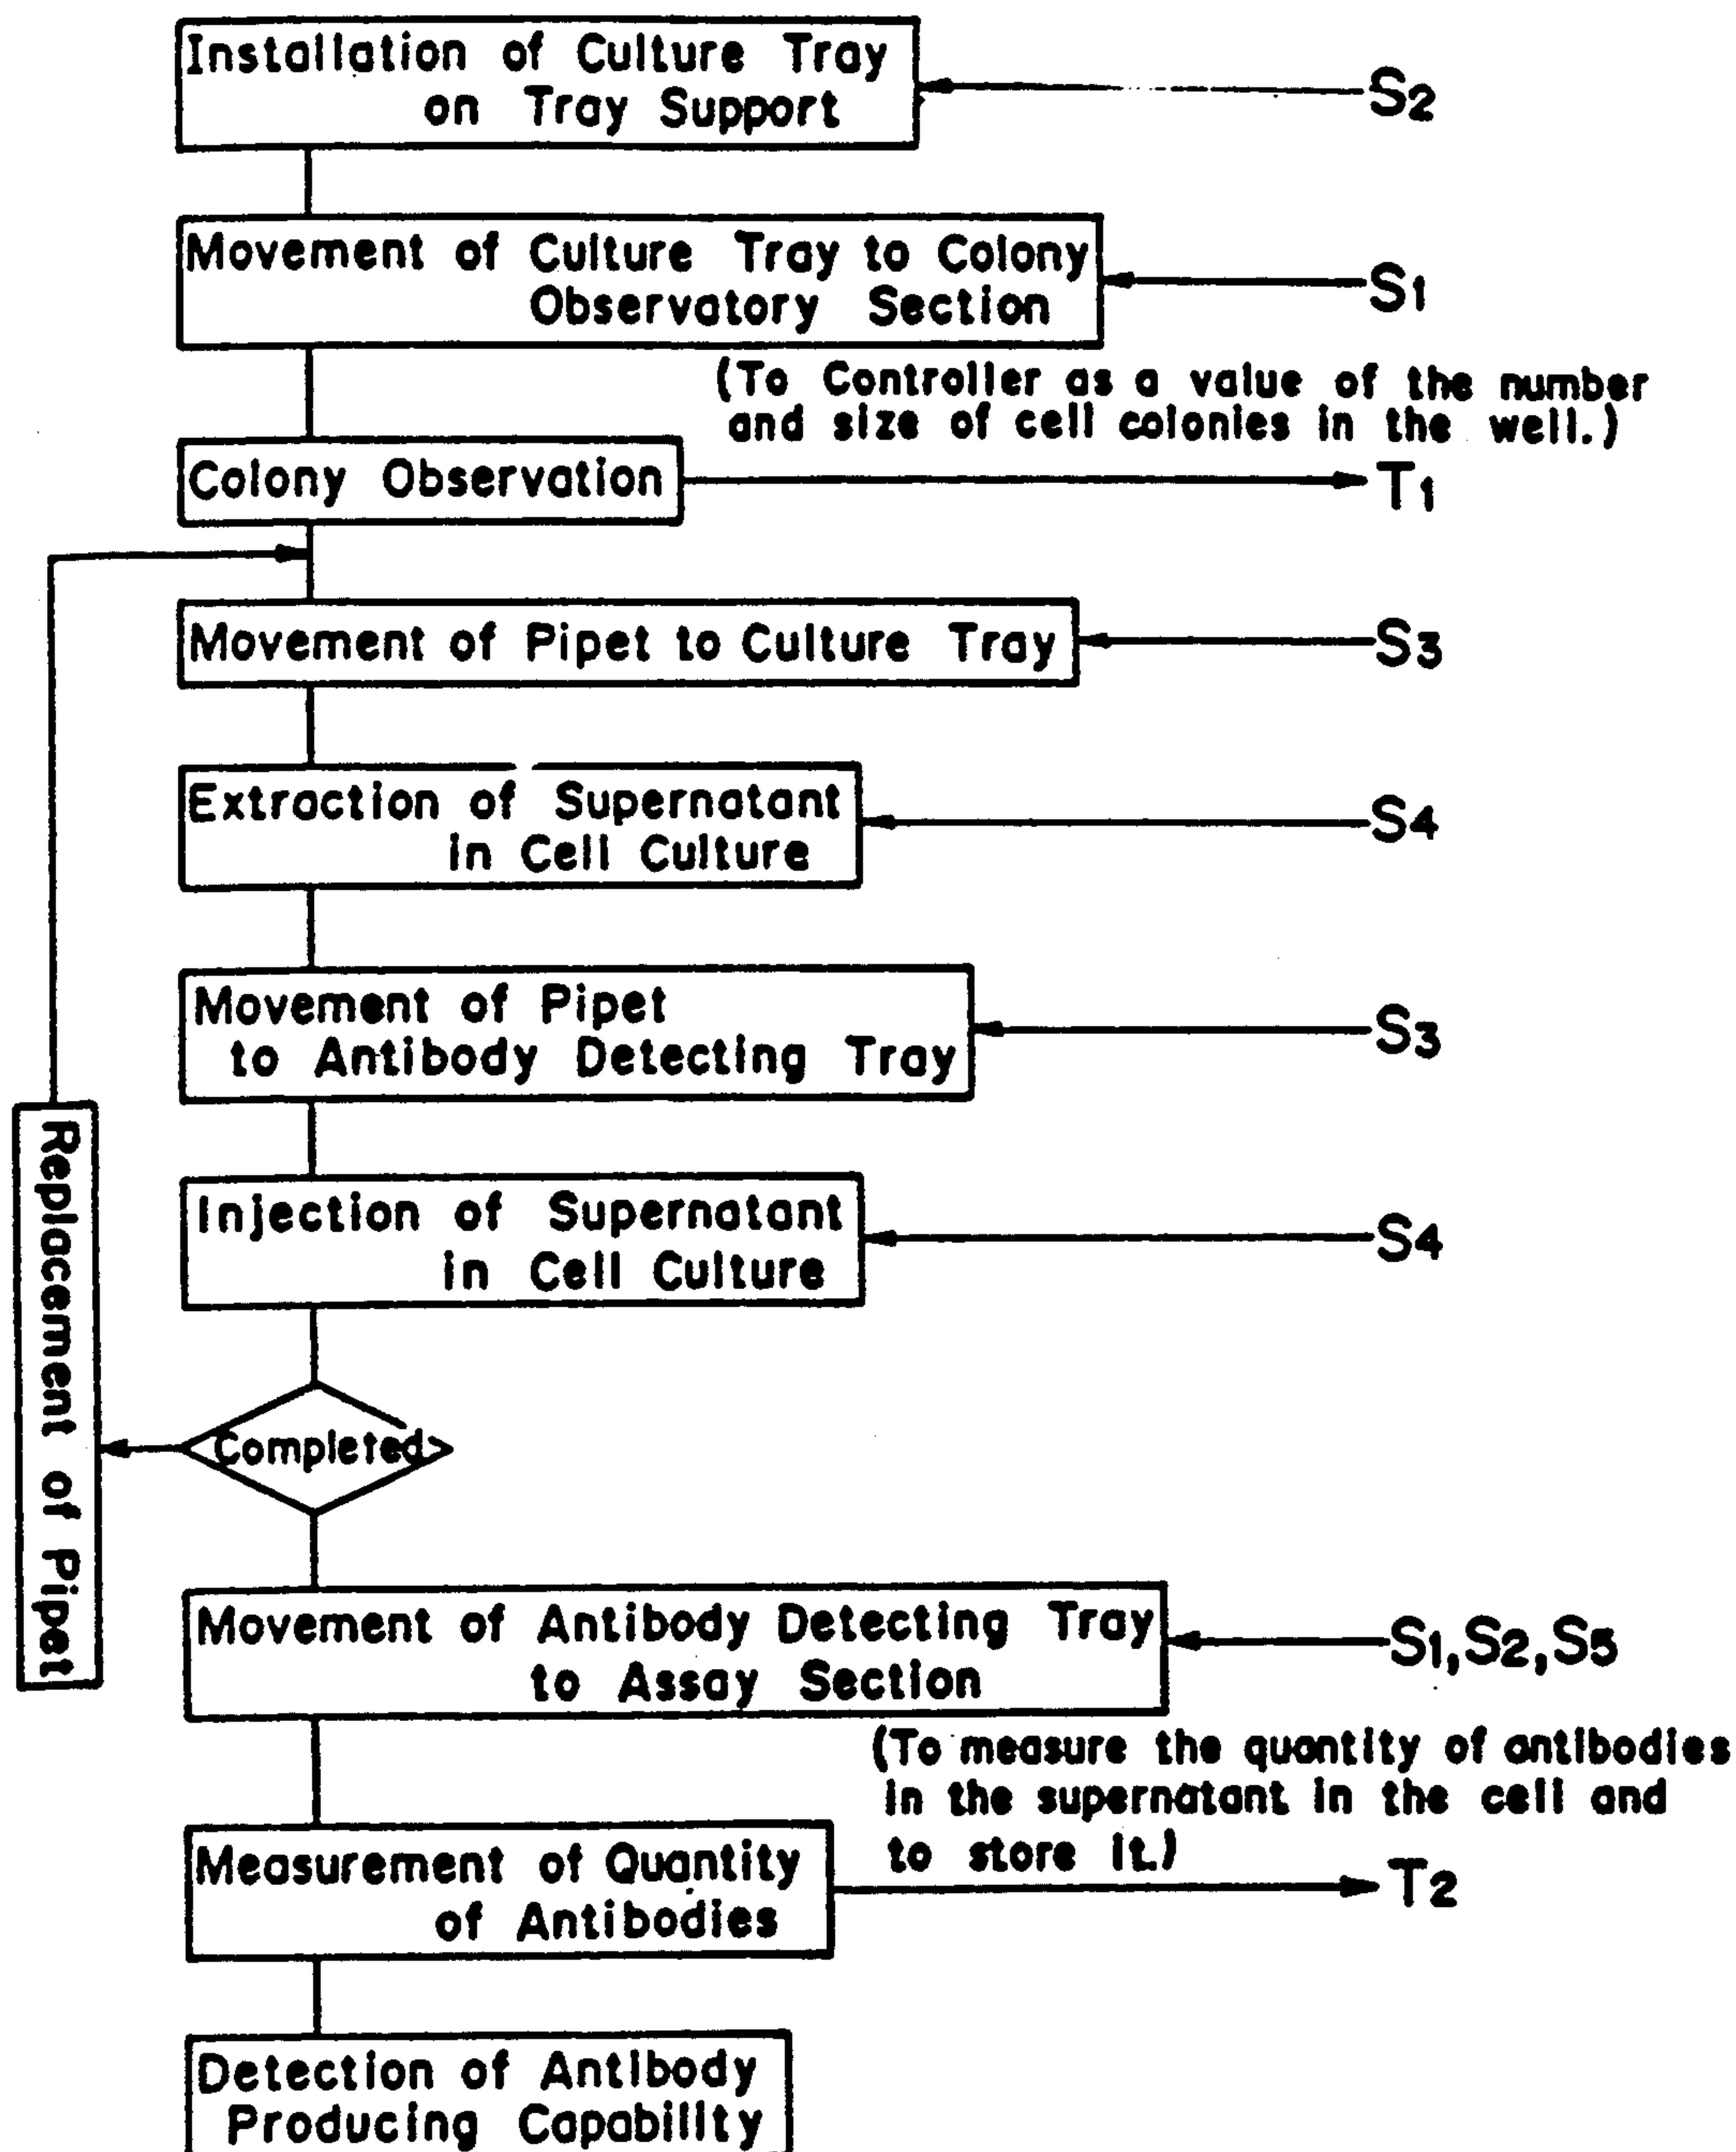 Installation of Culture Tray
on Tray Support
S2
Movement of Culture Tray to Colony
Observatory Section
S1
(To Controller as a value of the number
and size of cell colonies in the well.)
Colony Observation
T1
Movement of Pipet to Culture Tray
S3
Extraction of Supernatant
in Cell Culture
S4
Movement of Pipet
to Antibody Detecting Tray
S3
Replacement of Pipet
Injection of Supernatant
in Cell Culture
S4
Completed
Movement of Antibody Detecting Tray
to Assay Section
S1,S2,S5
(To measure the quantity of antibodies
in the supernatant in the cell and
to store it.)
Measurement of Quantity
of Antibodies
T2
Detection of Antibody
Producing Capability